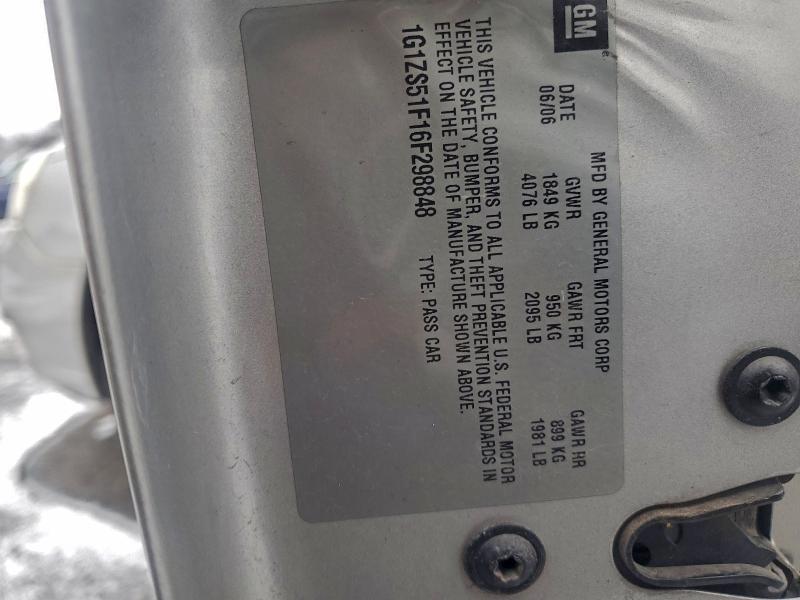 GM
®
MFD BY GENERAL MOTORS CORP
DATE GVWR GAWR FRT GAWR RR
06/06 1849 KG 950 KG 899 KG
4076 LB 2095 LB 1981 LB
THIS VEHICLE CONFORMS TO ALL APPLICABLE U.S. FEDERAL MOTOR
VEHICLE SAFETY, BUMPER, AND THEFT PREVENTION STANDARDS IN
EFFECT ON THE DATE OF MANUFACTURE SHOWN ABOVE.
1G1ZS51F16F298848 TYPE: PASS CAR